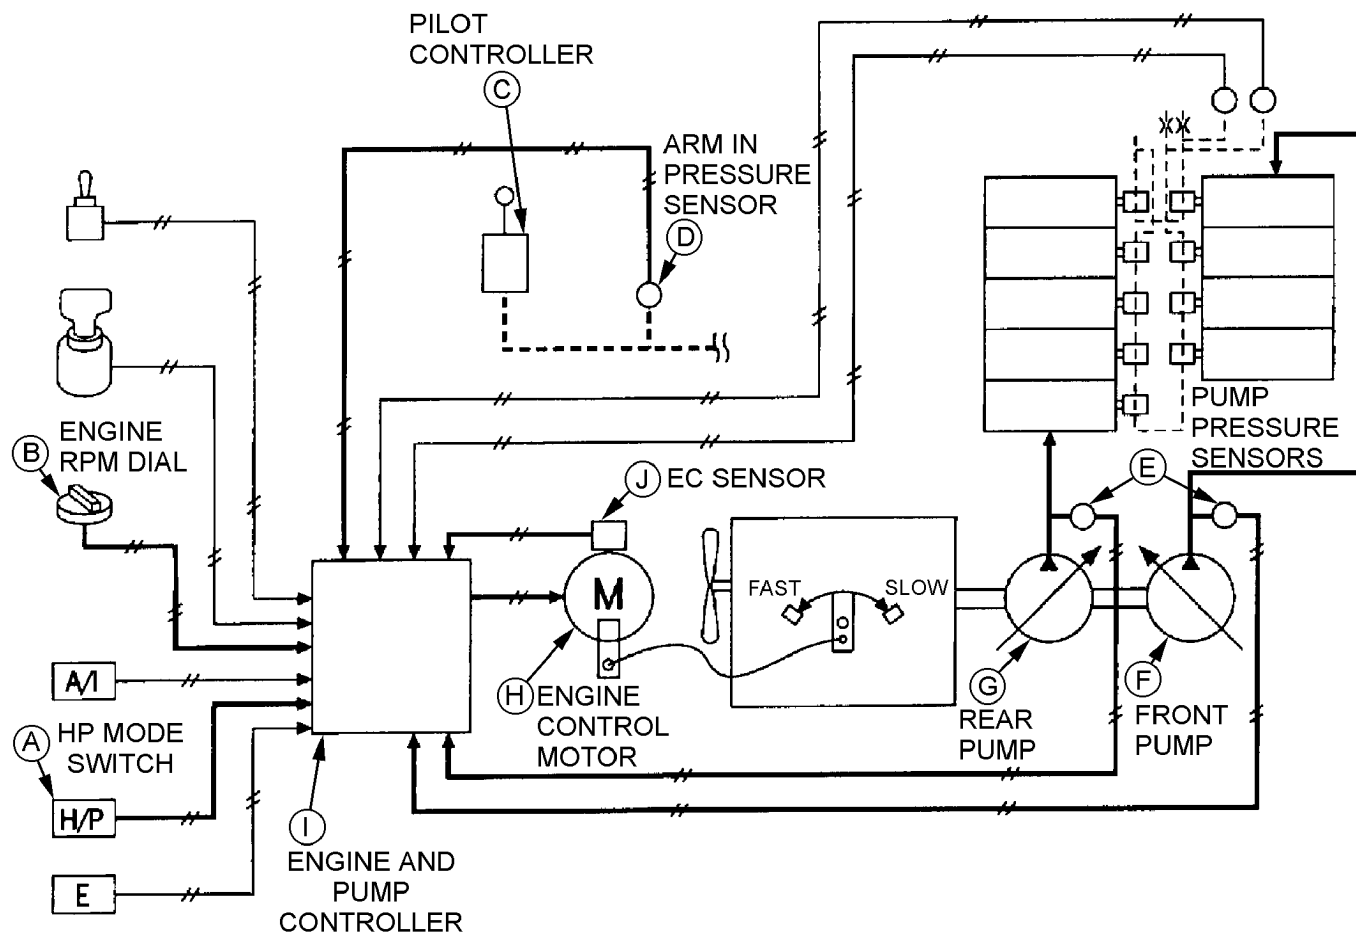 PILOT
CONTROLLER
C
ARM IN
PRESSURE
SENSOR
D
ENGINE
RPM DIAL
B
PUMP
PRESSURE
SENSORS
E
J EC SENSOR
M
FAST
SLOW
A/I
H ENGINE
CONTROL
MOTOR
G
REAR
PUMP
F
FRONT
PUMP
A HP MODE
SWITCH
H/P
I
ENGINE AND
PUMP
CONTROLLER
E